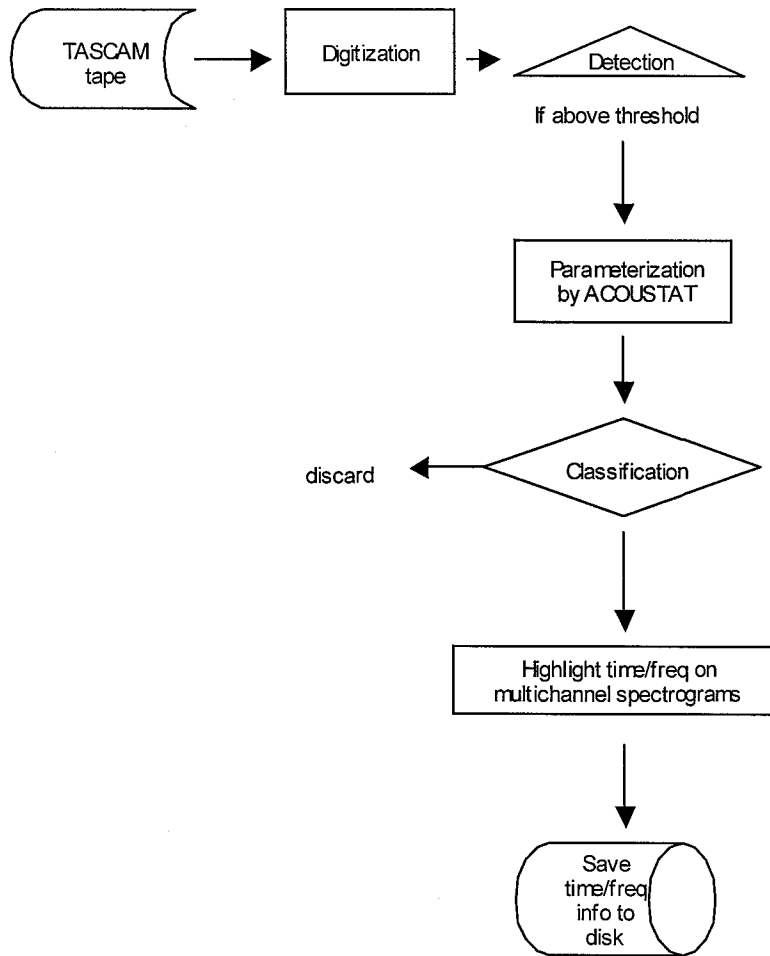 TASCAM
tape
Digitization
Detection
If above threshold
Parameterization
by ACOUSTAT
discard
Classification
Highlight time/freq on
multichannel spectrograms
Save
time/freq
info to
disk